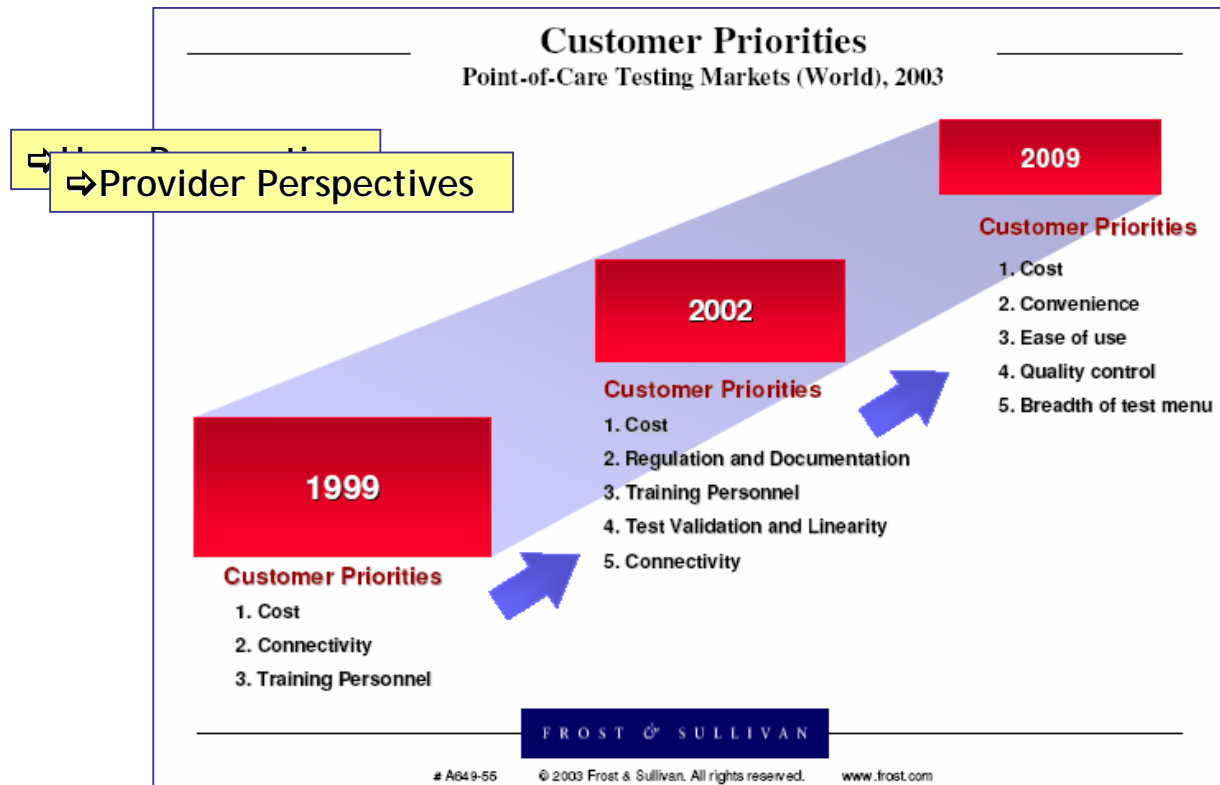 Customer Priorities
Point-of-Care Testing Markets (World), 2003
⇨Provider Perspectives
2009
Customer Priorities
1. Cost
2. Convenience
3. Ease of use
4. Quality control
5. Breadth of test menu
2002
Customer Priorities
1. Cost
2. Regulation and Documentation
3. Training Personnel
4. Test Validation and Linearity
5. Connectivity
1999
Customer Priorities
1. Cost
2. Connectivity
3. Training Personnel
FROST & SULLIVAN
# A649-55 © 2003 Frost & Sullivan. All rights reserved. www.frost.com